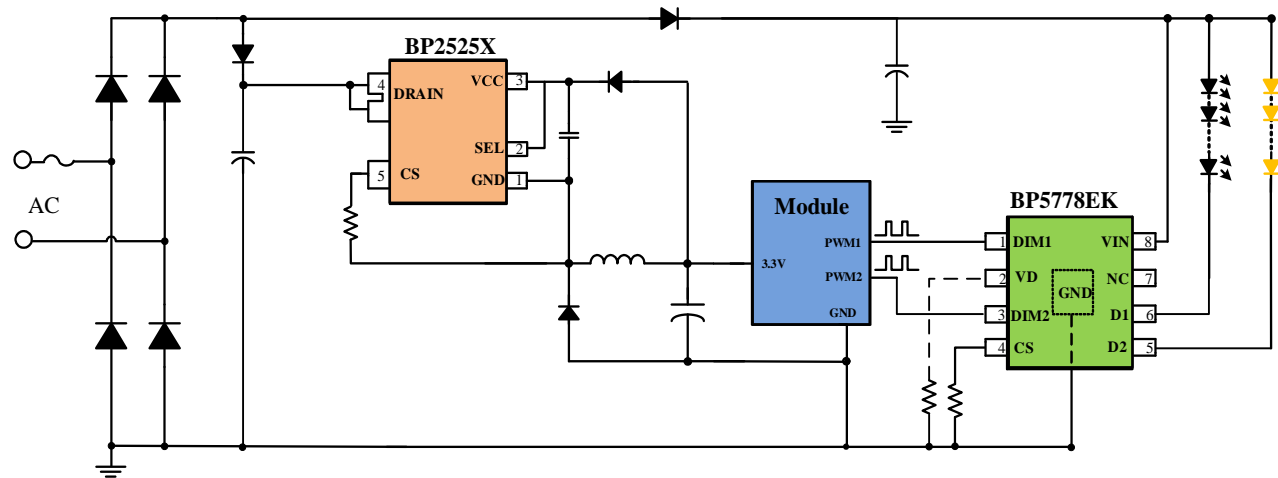 BP2525X
4
DRAIN
VCC
3
SEL
2
5
CS
GND
1
AC
Module
PWM1
3.3V
PWM2
GND
BP5778EK
1
DIM1
VIN
8
2
VD
GND
NC
7
3
DIM2
D1
6
4
CS
D2
5